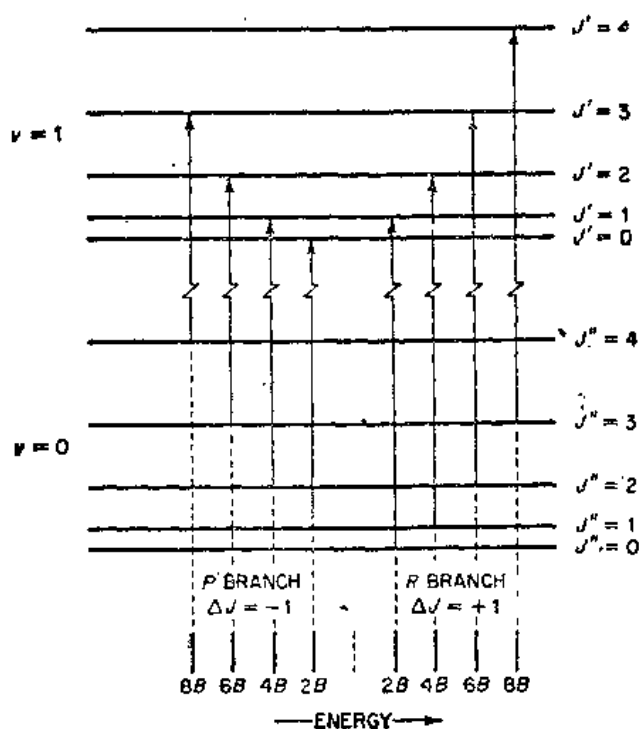 J' = 4
J' = 3
ν = 1
J' = 2
J' = 1
J' = 0
J" = 4
J" = 3
ν = 0
J" = 2
J" = 1
J" = 0
P BRANCH R BRANCH
ΔJ = -1 ΔJ = +1
8B 6B 4B 2B 2B 4B 6B 8B
ENERGY